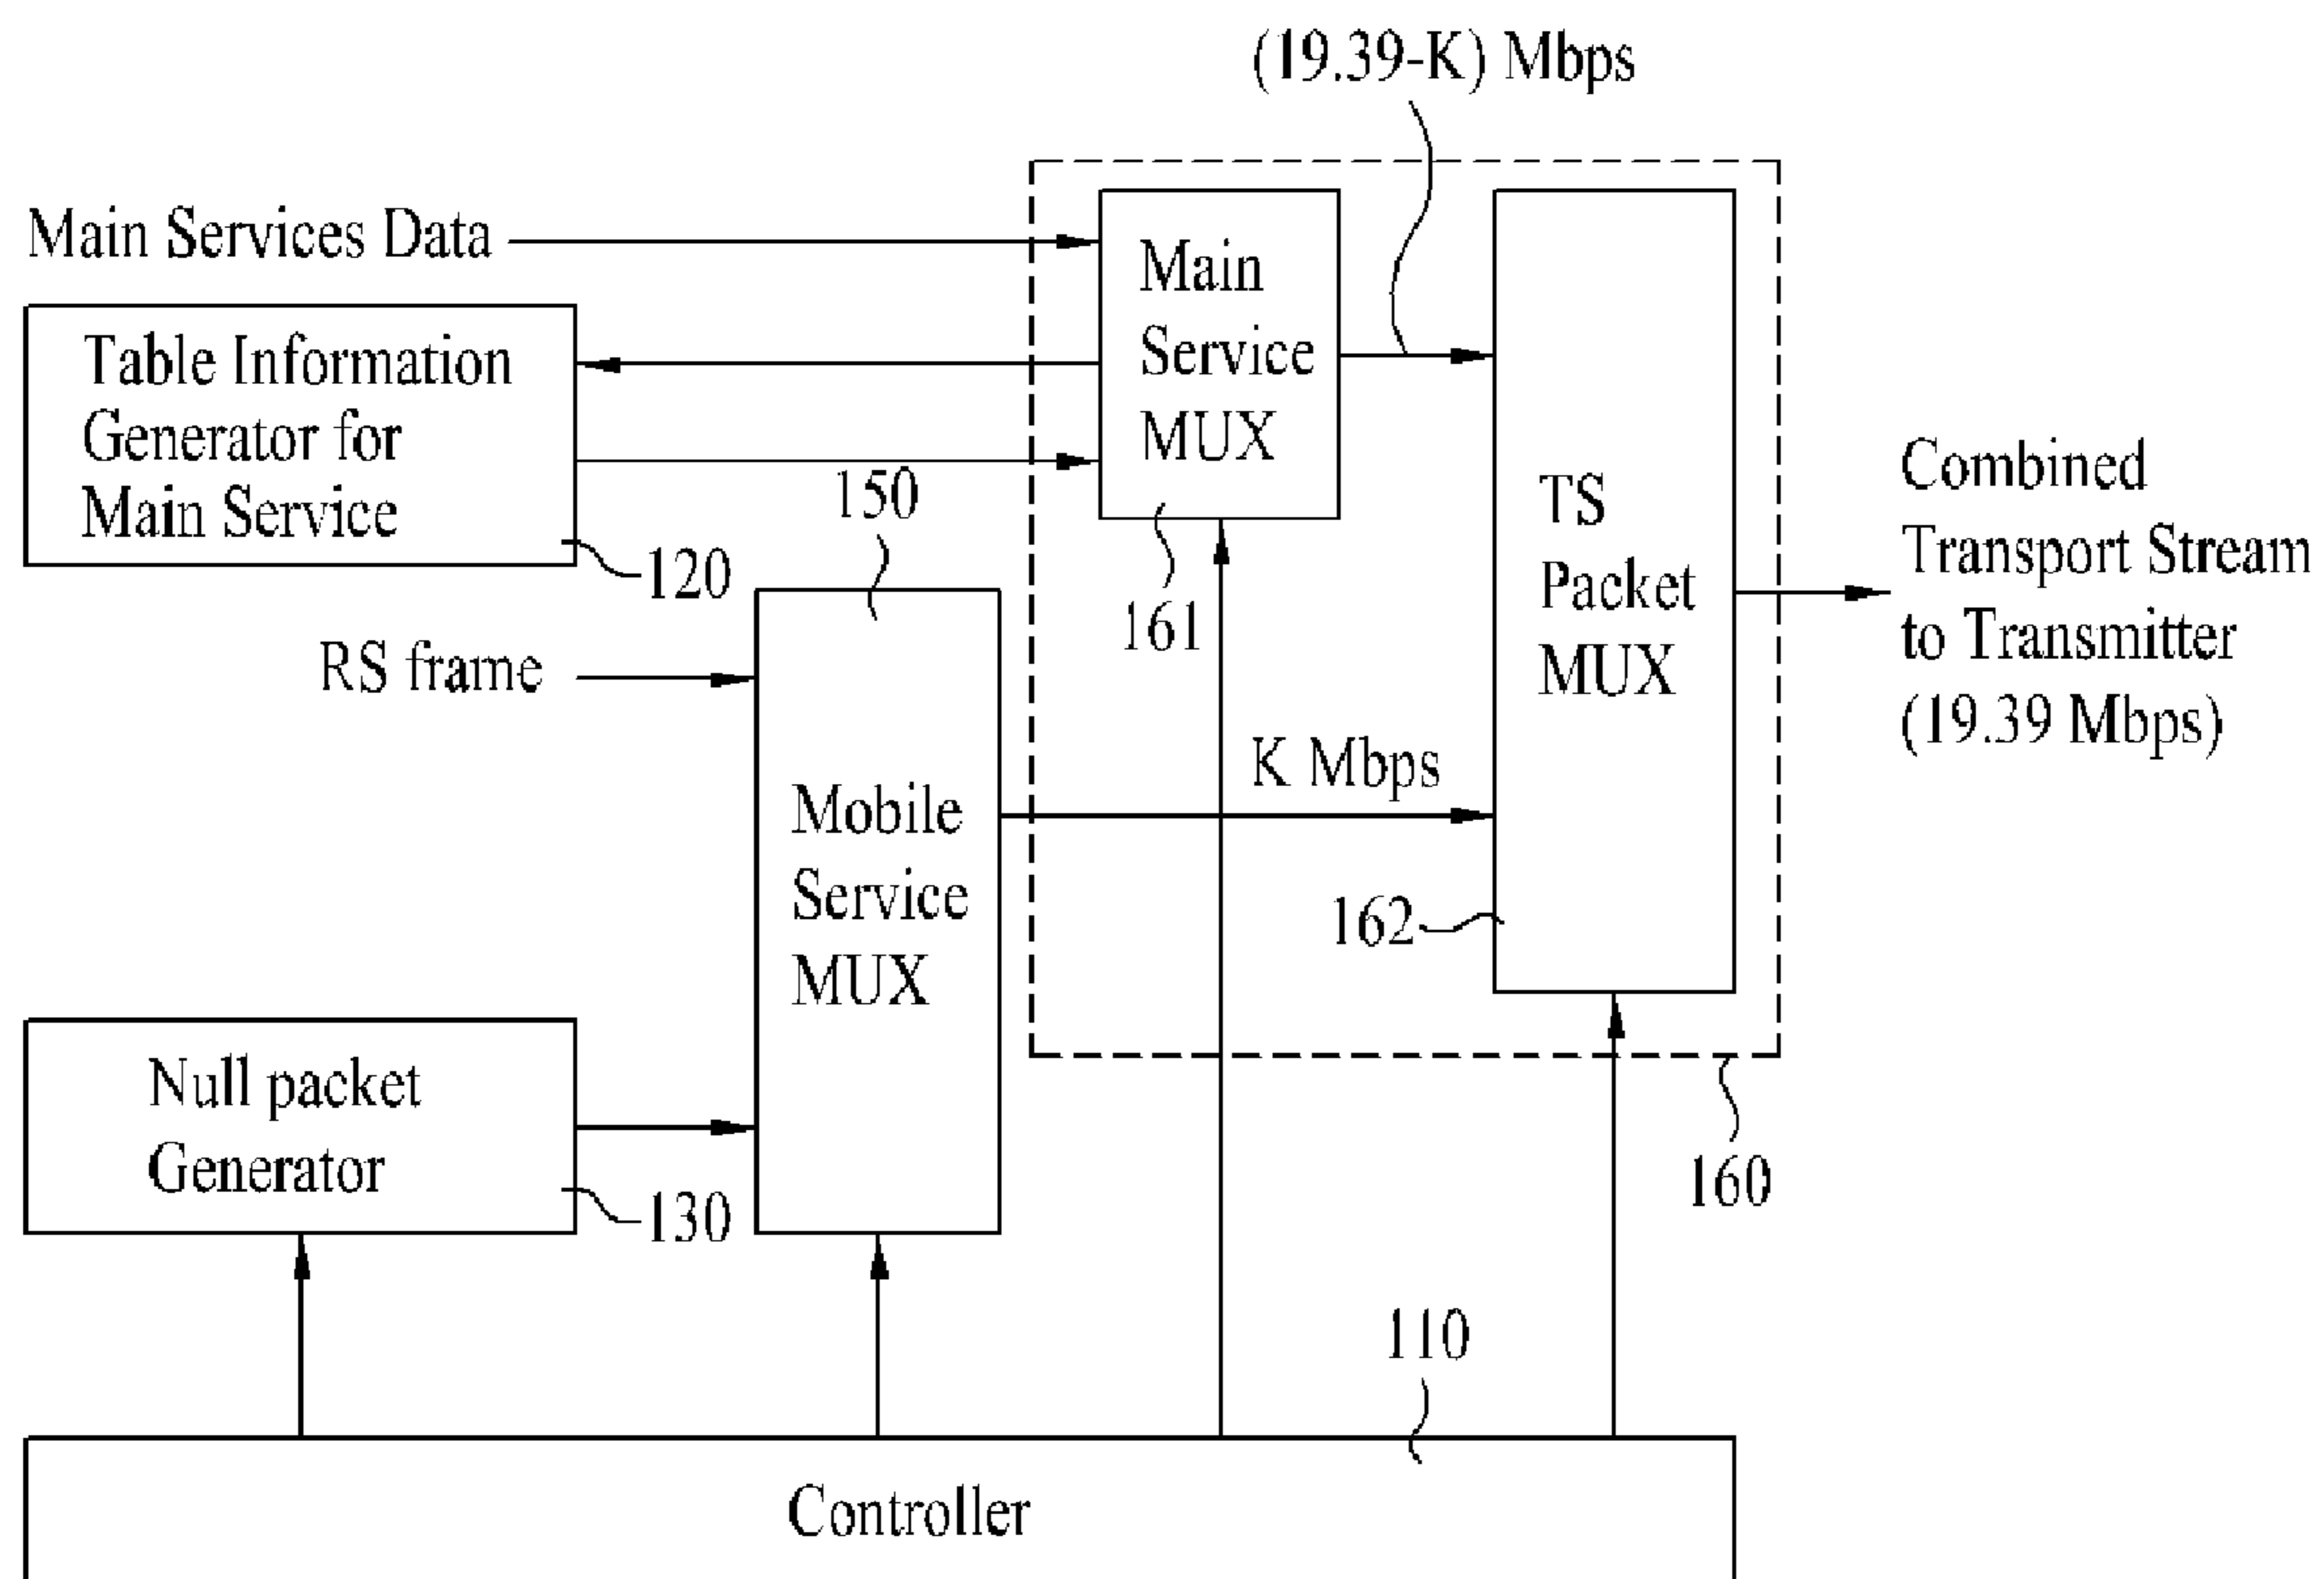 (19.39-K) Mbps
Main Services Data
Main
Service
MUX
161
Table Information
Generator for
Main Service
120
150
RS frame
Mobile
Service
MUX
K Mbps
TS
Packet
MUX
162
Combined
Transport Stream
to Transmitter
(19.39 Mbps)
Null packet
Generator
130
160
110
Controller